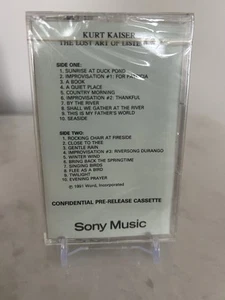 KURT KAISER
THE LOST ART OF LISTENING
SIDE ONE:
1. SUNRISE AT DUCK POND
2. IMPROVISATION #1: FOR PATRICIA
3. A BOOK
4. A QUIET PLACE
5. COUNTRY MORNING
6. IMPROVISATION #2: THANKFUL
7. BY THE RIVER
8. SHALL WE GATHER AT THE RIVER
9. THIS IS MY FATHER'S WORLD
10. SEASIDE
SIDE TWO:
1. ROCKING CHAIR AT FIRESIDE
2. CLOSE TO THEE
3. GENTLE RAIN
4. IMPROVISATION #3: RIVERSONG DURANGO
5. WINTER WIND
6. BRING BACK THE SPRINGTIME
7. SINGING BIRDS
8. FLEE AS A BIRD
9. TWILIGHT
10. EVENING PRAYER
© 1991 Word, Incorporated
CONFIDENTIAL PRE-RELEASE CASSETTE
Sony Music